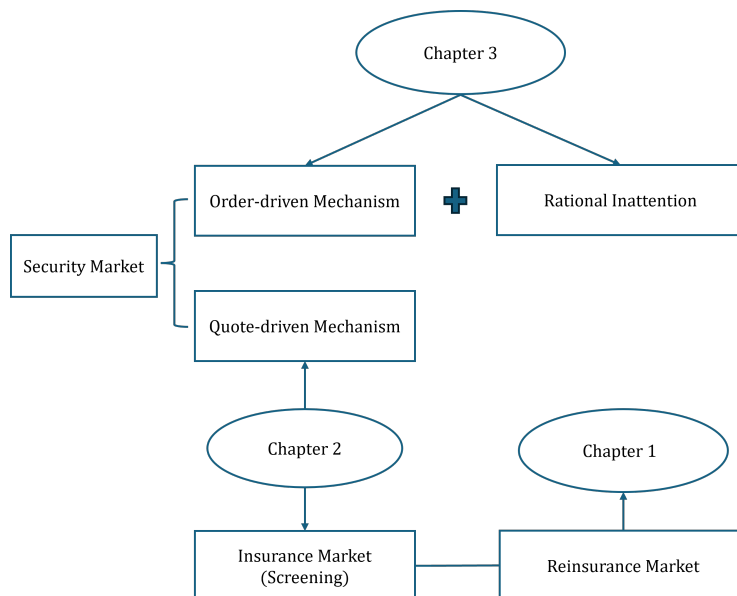 Chapter 3
Order-driven Mechanism
Rational Inattention
Security Market
Quote-driven Mechanism
Chapter 2
Chapter 1
Insurance Market
(Screening)
Reinsurance Market